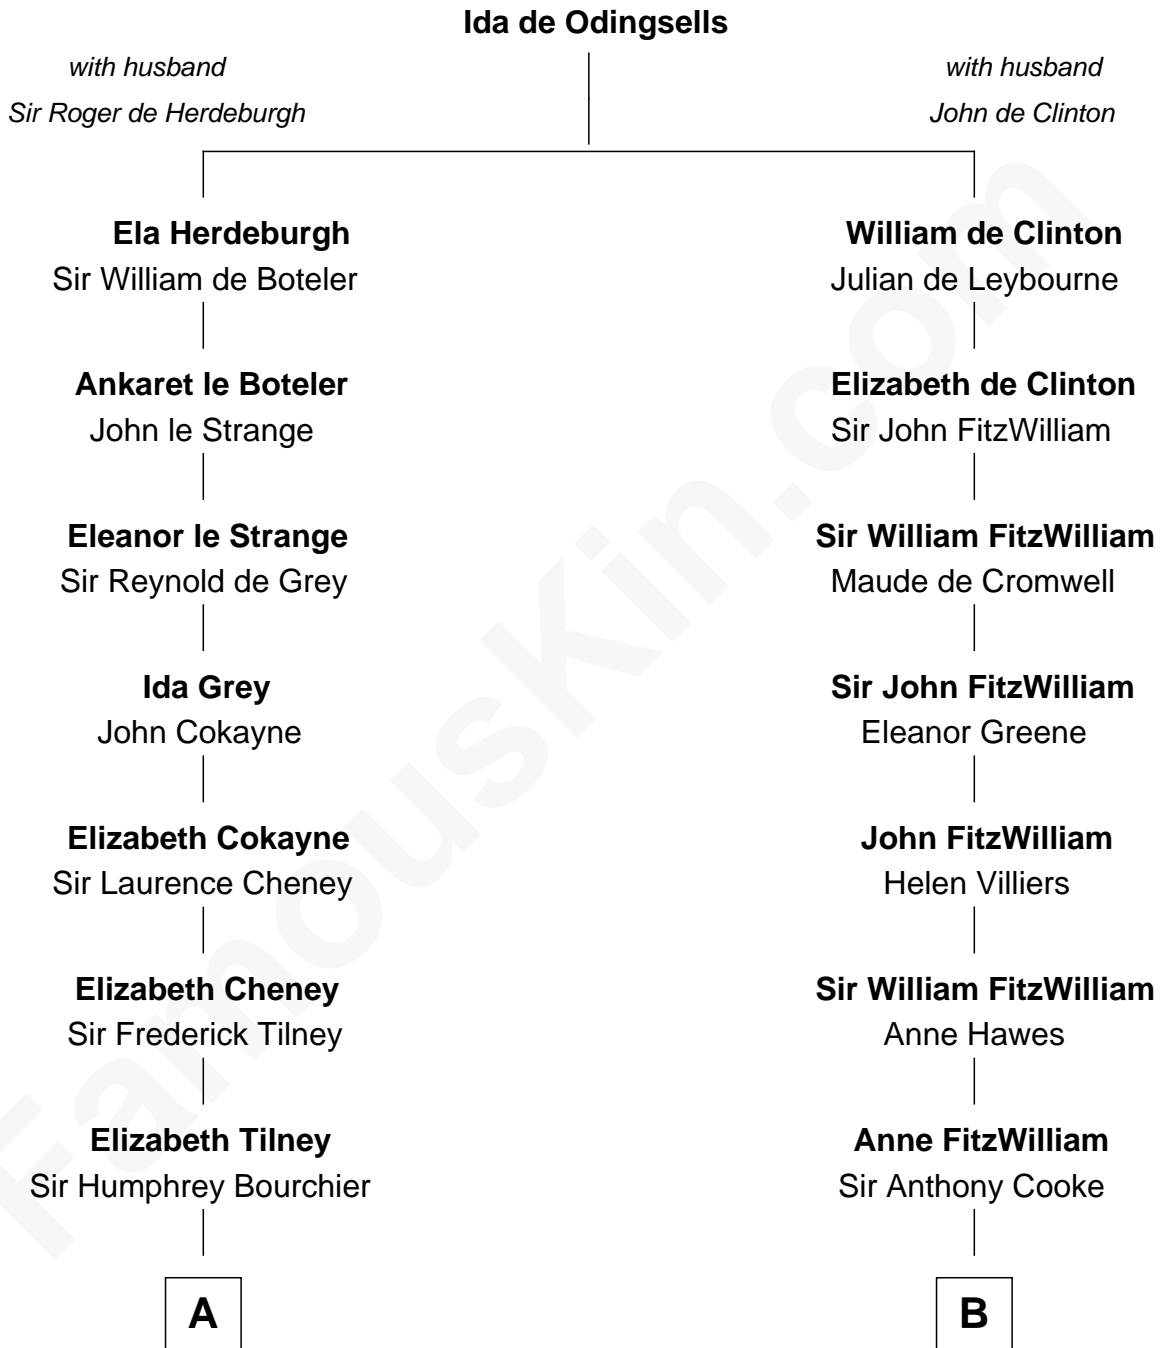 Ida de Odingsells
with husband
Sir Roger de Herdeburgh
with husband
John de Clinton
Ela Herdeburgh
Sir William de Boteler
William de Clinton
Julian de Leybourne
Ankaret le Boteler
John le Strange
Elizabeth de Clinton
Sir John FitzWilliam
Eleanor le Strange
Sir Reynold de Grey
Sir William FitzWilliam
Maude de Cromwell
Ida Grey
John Cokayne
Sir John FitzWilliam
Eleanor Greene
Elizabeth Cokayne
Sir Laurence Cheney
John FitzWilliam
Helen Villiers
Elizabeth Cheney
Sir Frederick Tilney
Sir William FitzWilliam
Anne Hawes
Elizabeth Tilney
Sir Humphrey Bourchier
Anne FitzWilliam
Sir Anthony Cooke
A
B
FamousKin.com